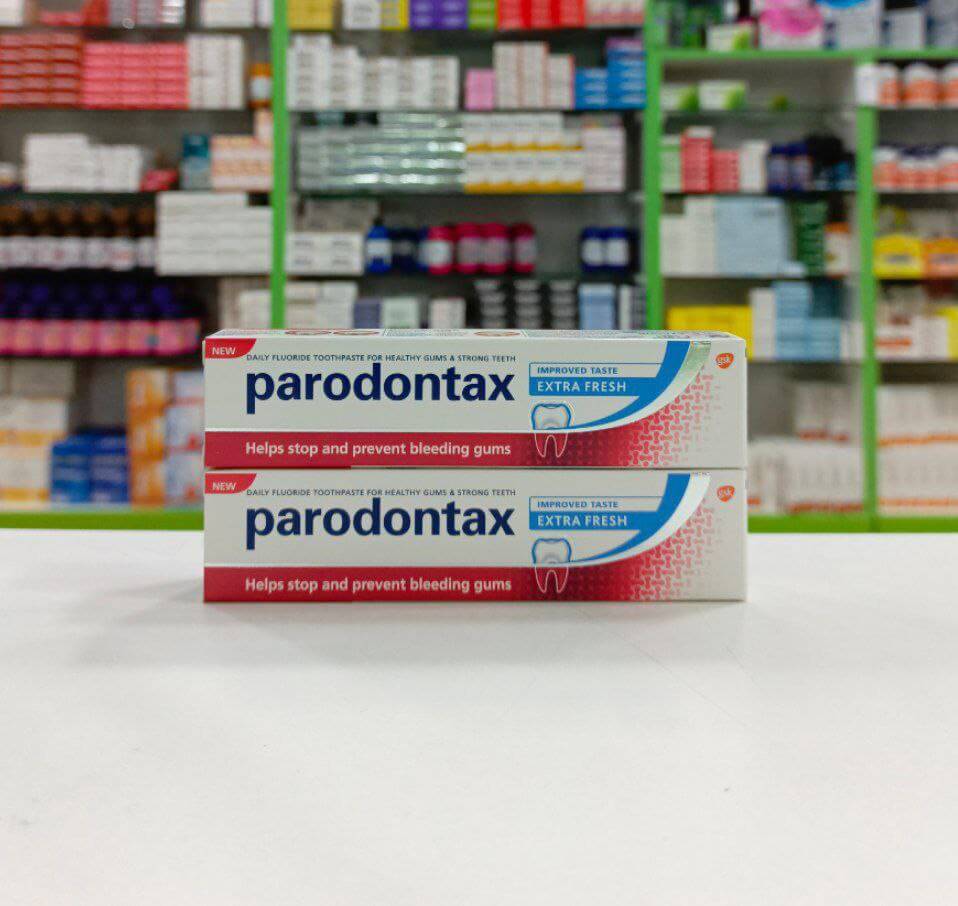 NEW
DAILY FLUORIDE TOOTHPASTE FOR HEALTHY GUMS & STRONG TEETH
parodontax
IMPROVED TASTE
EXTRA FRESH
gsk
Helps stop and prevent bleeding gums
NEW
DAILY FLUORIDE TOOTHPASTE FOR HEALTHY GUMS & STRONG TEETH
parodontax
IMPROVED TASTE
EXTRA FRESH
gsk
Helps stop and prevent bleeding gums